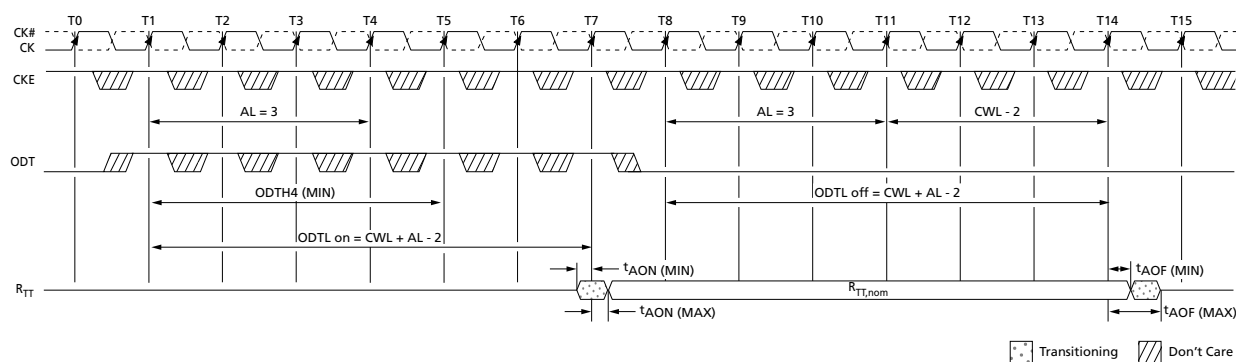 T0 T1 T2 T3 T4 T5 T6 T7 T8 T9 T10 T11 T12 T13 T14 T15
CK#
CK
CKE
AL = 3 AL = 3 CWL - 2
ODT
ODTH4 (MIN) ODTL off = CWL + AL - 2
ODTL on = CWL + AL - 2
tAON (MIN) tAOF (MIN)
RTT RTT,nom
tAON (MAX) tAOF (MAX)
Transitioning Don't Care